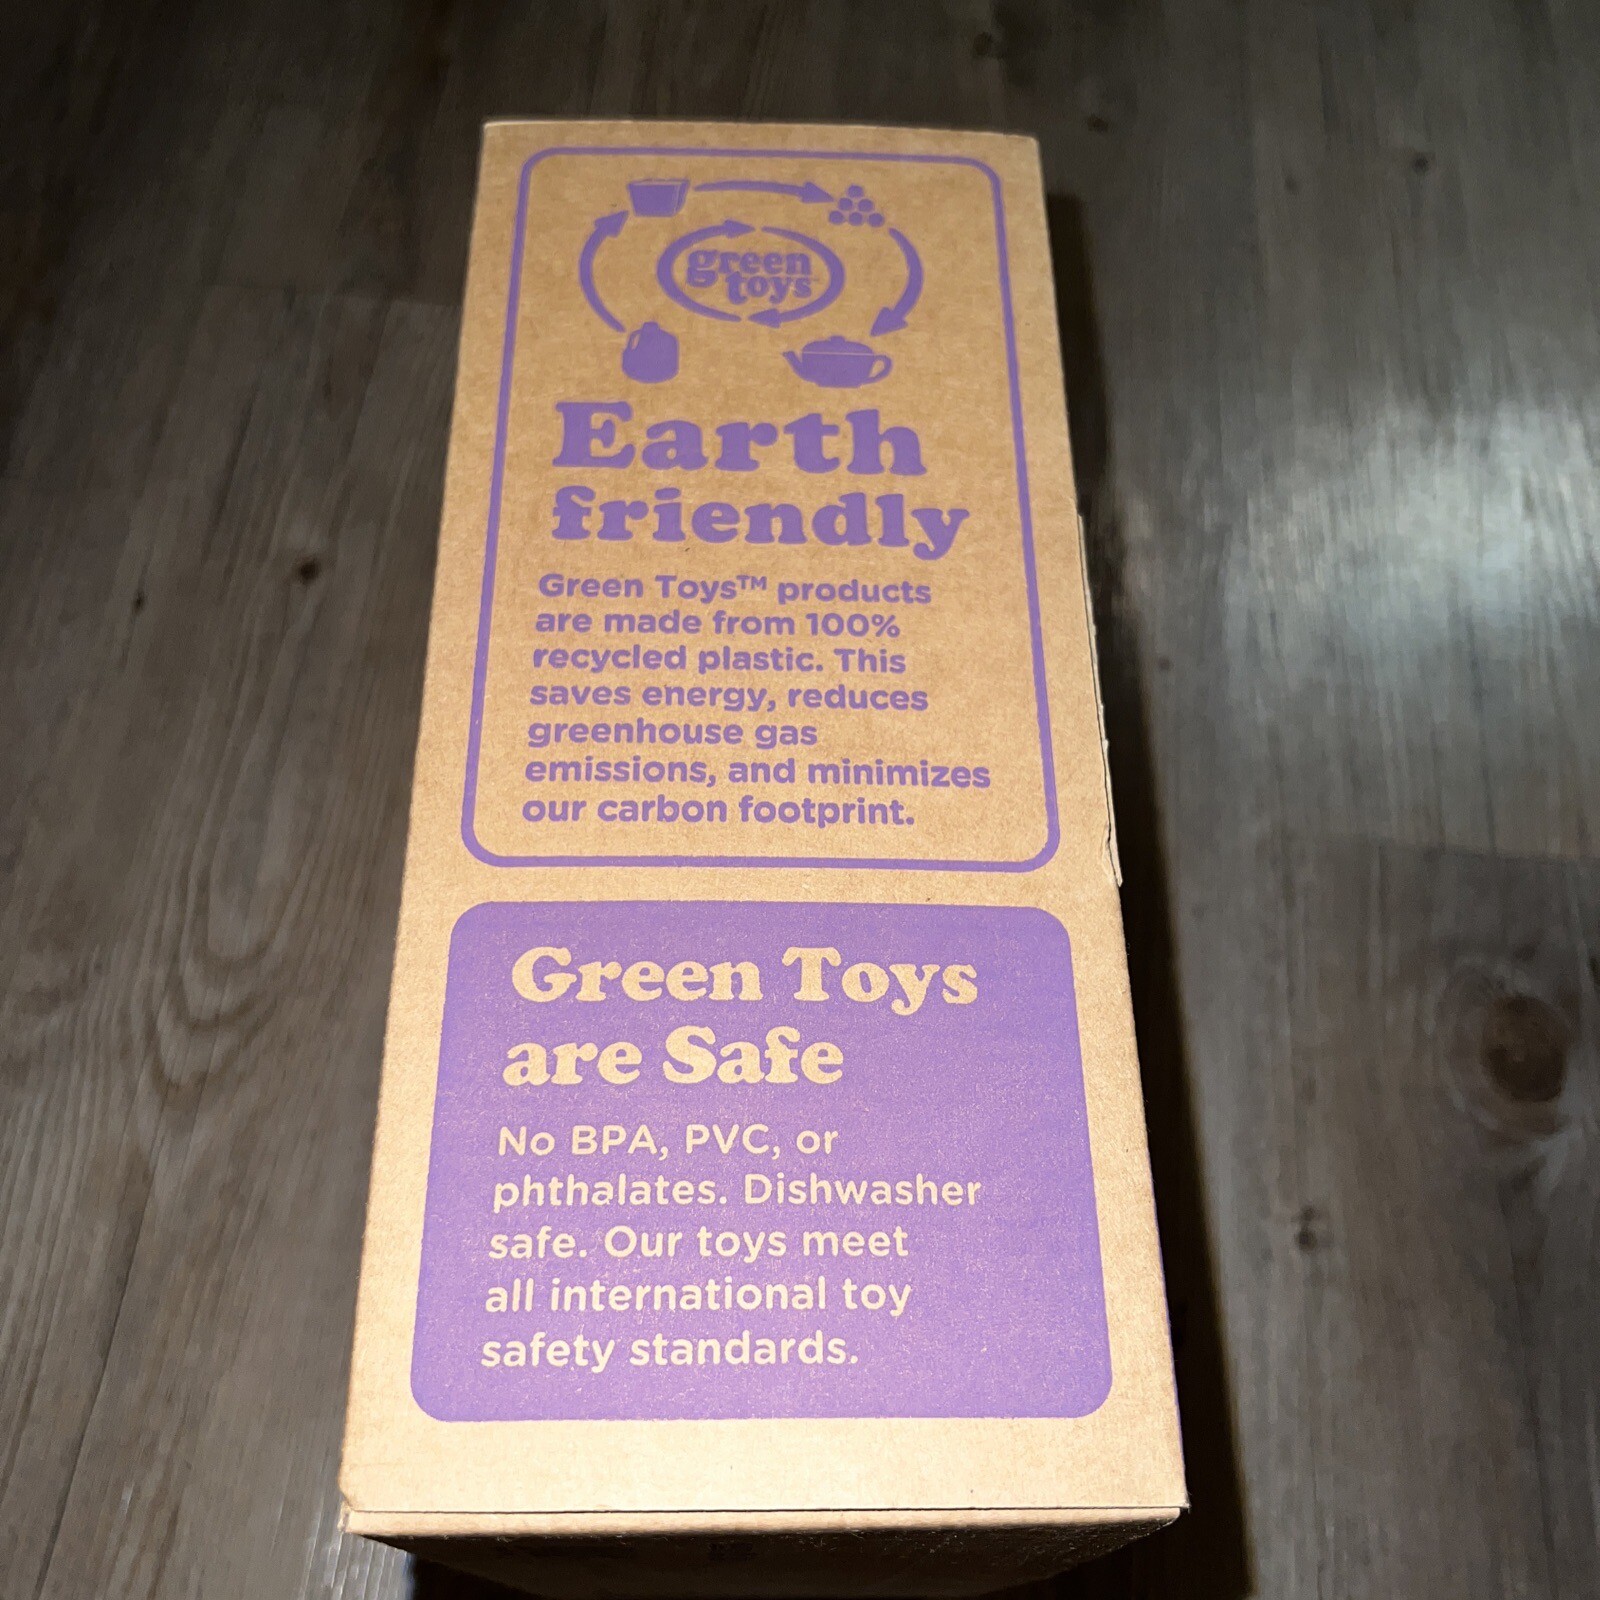 green
toys
Earth
friendly
Green Toys™ products
are made from 100%
recycled plastic. This
saves energy, reduces
greenhouse gas
emissions, and minimizes
our carbon footprint.
Green Toys
are Safe
No BPA, PVC, or
phthalates. Dishwasher
safe. Our toys meet
all international toy
safety standards.